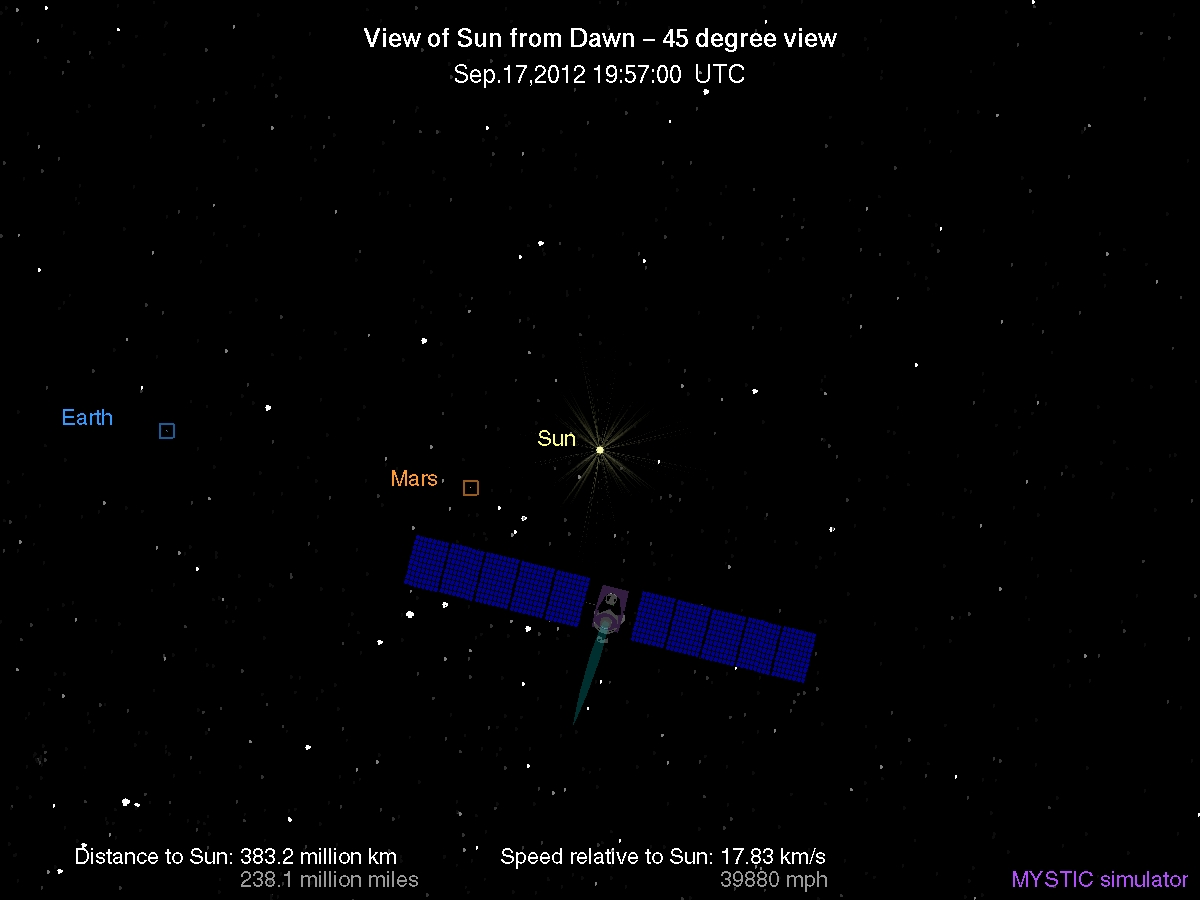 View of Sun from Dawn – 45 degree view
Sep.17,2012 19:57:00 UTC
Earth
Sun
Mars
Distance to Sun: 383.2 million km
238.1 million miles
Speed relative to Sun: 17.83 km/s
39880 mph
MYSTIC simulator